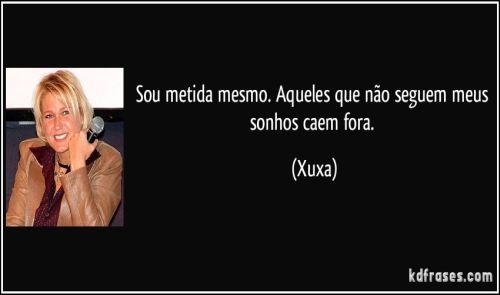 Sou metida mesmo. Aqueles que não seguem meus
sonhos caem fora.
(Xuxa)
kdfrases.com